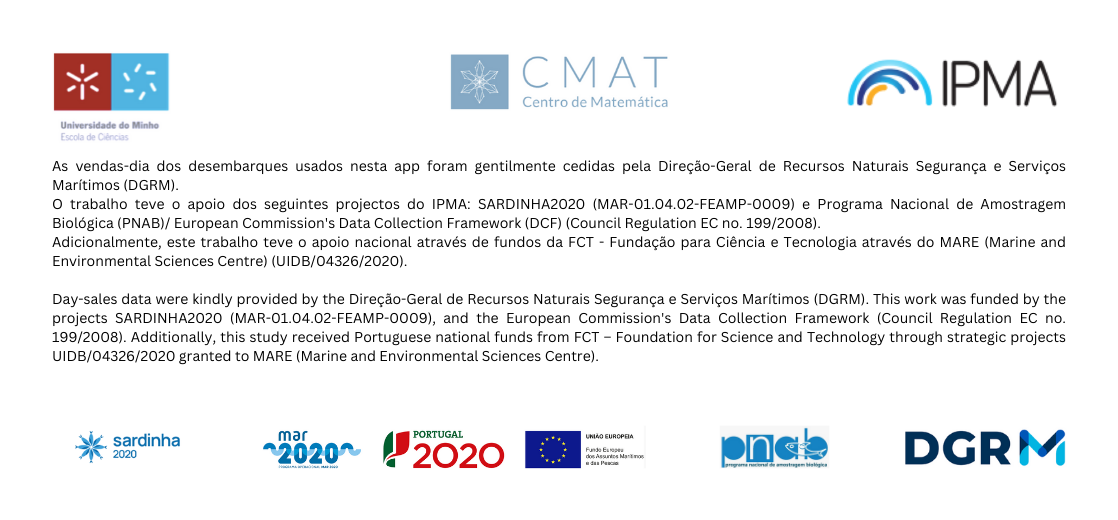 Universidade do Minho
Escola de Ciências
CMAT
Centro de Matemática
IPMA
As vendas-dia dos desembarques usados nesta app foram gentilmente cedidas pela Direção-Geral de Recursos Naturais Segurança e Serviços
Marítimos (DGRM).
O trabalho teve o apoio dos seguintes projectos do IPMA: SARDINHA2020 (MAR-01.04.02-FEAMP-0009) e Programa Nacional de Amostragem
Biológica (PNAB)/ European Commission's Data Collection Framework (DCF) (Council Regulation EC no. 199/2008).
Adicionalmente, este trabalho teve o apoio nacional através de fundos da FCT - Fundação para Ciência e Tecnologia através do MARE (Marine and
Environmental Sciences Centre) (UIDB/04326/2020).
Day-sales data were kindly provided by the Direção-Geral de Recursos Naturais Segurança e Serviços Marítimos (DGRM). This work was funded by the
projects SARDINHA2020 (MAR-01.04.02-FEAMP-0009), and the European Commission's Data Collection Framework (Council Regulation EC no.
199/2008). Additionally, this study received Portuguese national funds from FCT – Foundation for Science and Technology through strategic projects
UIDB/04326/2020 granted to MARE (Marine and Environmental Sciences Centre).
sardinha
2020
mar
2020
PROGRAMA OPERACIONAL MAR 2020
PORTUGAL
2020
UNIÃO EUROPEIA
Fundo Europeu
dos Assuntos Marítimos
e das Pescas
pnab
programa nacional de amostragem biológica
DGRM